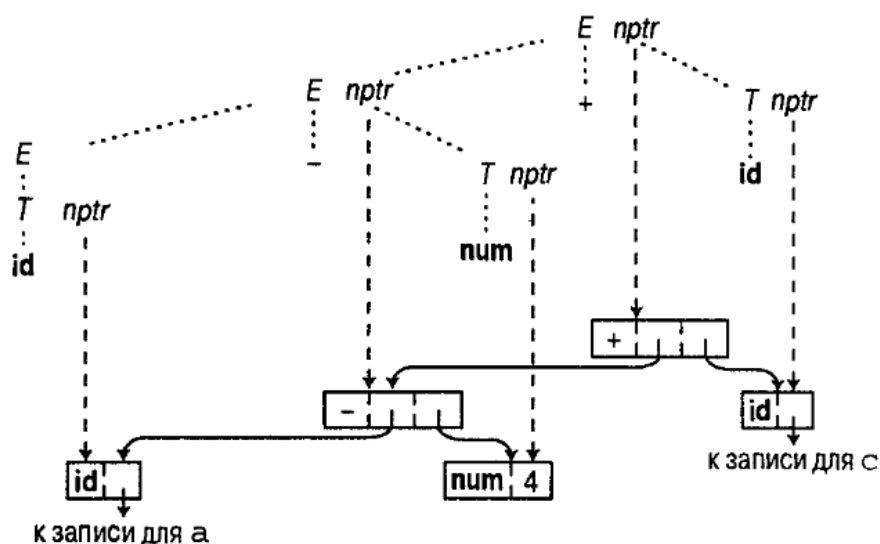 E nptr
E nptr
+
T nptr
E
–
id
T nptr
T nptr
num
id
+
–
id
к записи для c
id
num 4
к записи для a